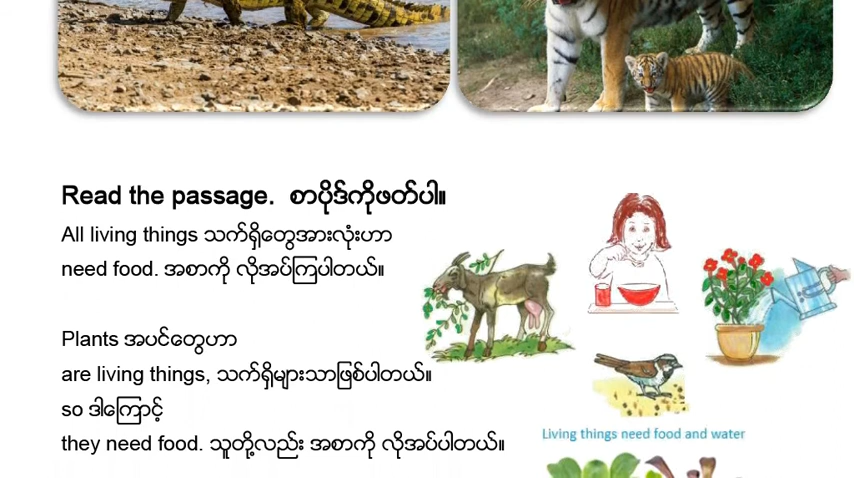 Read the passage. စာပိုဒ်ကိုဖတ်ပါ။
All living things သက်ရှိတွေအားလုံးဟာ
need food. အစာကို လိုအပ်ကြပါတယ်။
Plants အပင်တွေဟာ
are living things, သက်ရှိများသာဖြစ်ပါတယ်။
so ဒါကြောင့်
they need food. သူတို့လည်း အစာကို လိုအပ်ပါတယ်။
Living things need food and water